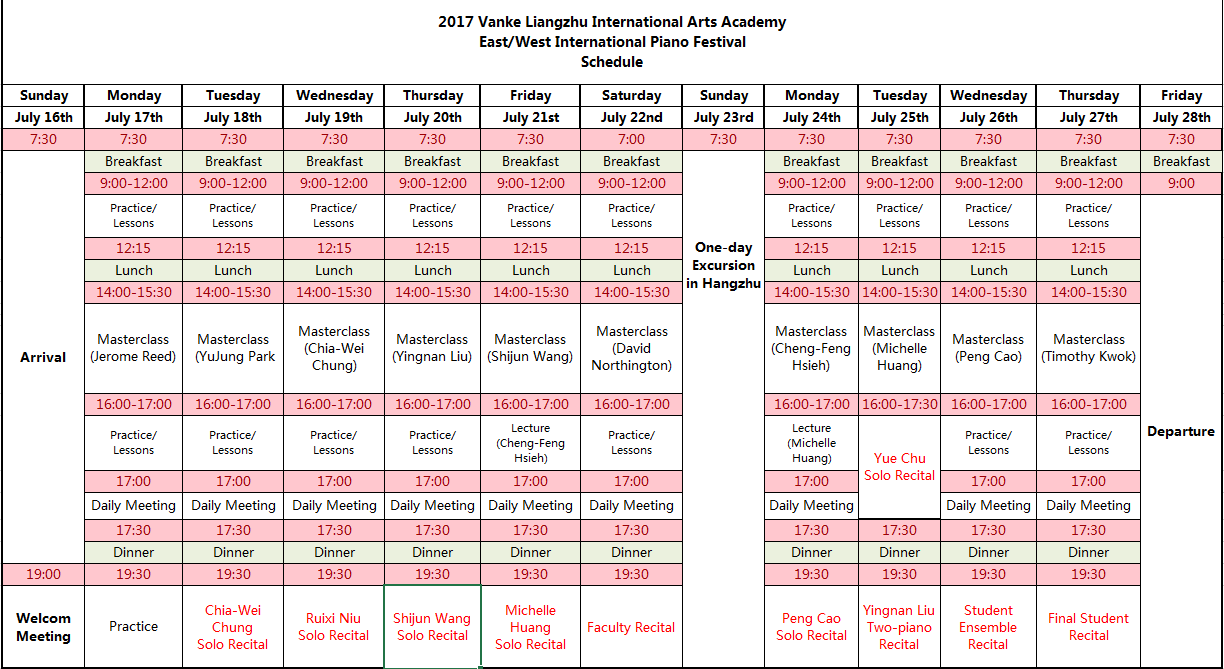 2017 Vanke Liangzhu International Arts Academy
East/West International Piano Festival
Schedule
Sunday Monday Tuesday Wednesday Thursday Friday Saturday Sunday Monday Tuesday Wednesday Thursday Friday
July 16th July 17th July 18th July 19th July 20th July 21st July 22nd July 23rd July 24th July 25th July 26th July 27th July 28th
7:30 7:30 7:30 7:30 7:30 7:30 7:00 7:30 7:30 7:30 7:30 7:30 7:30
Breakfast Breakfast Breakfast Breakfast Breakfast Breakfast Breakfast Breakfast Breakfast Breakfast Breakfast
9:00-12:00 9:00-12:00 9:00-12:00 9:00-12:00 9:00-12:00 9:00-12:00 9:00-12:00 9:00-12:00 9:00-12:00 9:00-12:00 9:00
Practice/ Practice/ Practice/ Practice/ Practice/ Practice/ Practice/ Practice/ Practice/ Practice/
Lessons Lessons Lessons Lessons Lessons Lessons Lessons Lessons Lessons Lessons
12:15 12:15 12:15 12:15 12:15 12:15 One-day 12:15 12:15 12:15 12:15
Lunch Lunch Lunch Lunch Lunch Lunch Excursion Lunch Lunch Lunch Lunch
14:00-15:30 14:00-15:30 14:00-15:30 14:00-15:30 14:00-15:30 14:00-15:30 in Hangzhu 14:00-15:30 14:00-15:30 14:00-15:30 14:00-15:30
Arrival
Masterclass
(Jerome Reed)
Masterclass
(YuJung Park
Masterclass
(Chia-Wei
Chung)
Masterclass
(Yingnan Liu)
Masterclass
(Shijun Wang)
Masterclass
(David
Northington)
Masterclass
(Cheng-Feng
Hsieh)
Masterclass
(Michelle
Huang)
Masterclass
(Peng Cao)
Masterclass
(Timothy Kwok)
16:00-17:00 16:00-17:00 16:00-17:00 16:00-17:00 16:00-17:00 16:00-17:00 16:00-17:00 16:00-17:30 16:00-17:00 16:00-17:00
Practice/
Lessons
Practice/
Lessons
Practice/
Lessons
Practice/
Lessons
Lecture
(Cheng-Feng
Hsieh)
Practice/
Lessons
Lecture
(Michelle
Huang)
Yue Chu
Solo Recital
Practice/
Lessons
Practice/
Lessons
Departure
17:00 17:00 17:00 17:00 17:00 17:00 17:00 17:00 17:00
Daily Meeting Daily Meeting Daily Meeting Daily Meeting Daily Meeting Daily Meeting Daily Meeting Daily Meeting Daily Meeting
17:30 17:30 17:30 17:30 17:30 17:30 17:30 17:30 17:30 17:30
Dinner Dinner Dinner Dinner Dinner Dinner Dinner Dinner Dinner Dinner
19:00 19:30 19:30 19:30 19:30 19:30 19:30 19:30 19:30 19:30 19:30
Welcom
Meeting
Practice
Chia-Wei
Chung
Solo Recital
Ruixi Niu
Solo Recital
Shijun Wang
Solo Recital
Michelle
Huang
Solo Recital
Faculty Recital
Peng Cao
Solo Recital
Yingnan Liu
Two-piano
Recital
Student
Ensemble
Recital
Final Student
Recital